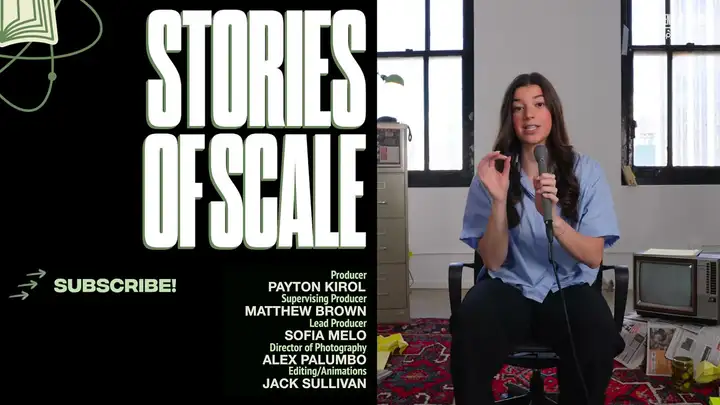 STORIES
OF SCALE
SUBSCRIBE!
Producer
PAYTON KIROL
Supervising Producer
MATTHEW BROWN
Lead Producer
SOFIA MELO
Director of Photography
ALEX PALUMBO
Editing/Animations
JACK SULLIVAN